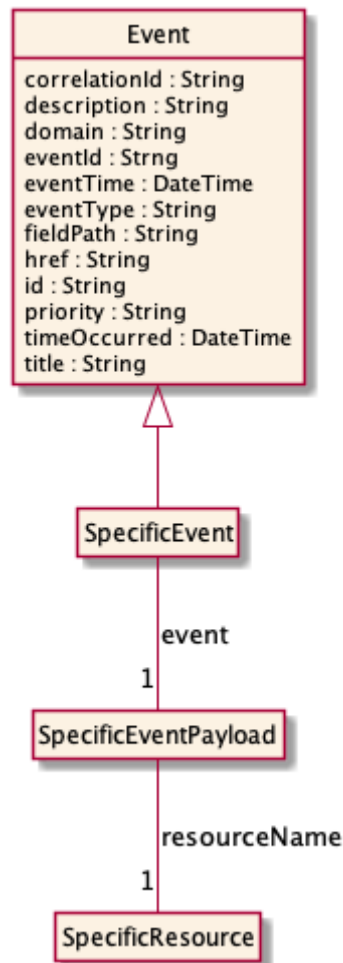 Event
correlationId : String
description : String
domain : String
eventId : Strng
eventTime : DateTime
eventType : String
fieldPath : String
href : String
id : String
priority : String
timeOccurred : DateTime
title : String
SpecificEvent
event
1
SpecificEventPayload
resourceName
1
SpecificResource